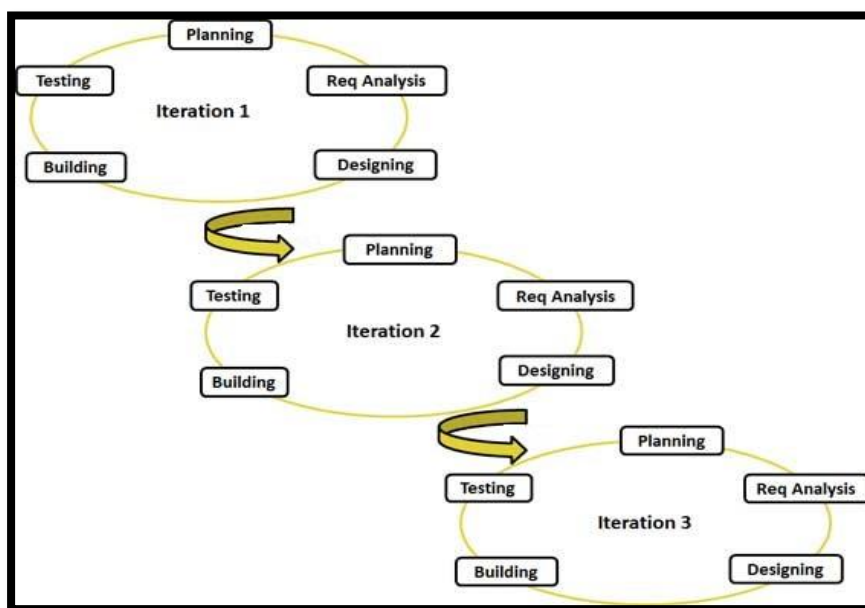 Planning
Testing
Req Analysis
Iteration 1
Building
Designing
Planning
Testing
Req Analysis
Iteration 2
Building
Designing
Planning
Testing
Req Analysis
Iteration 3
Building
Designing